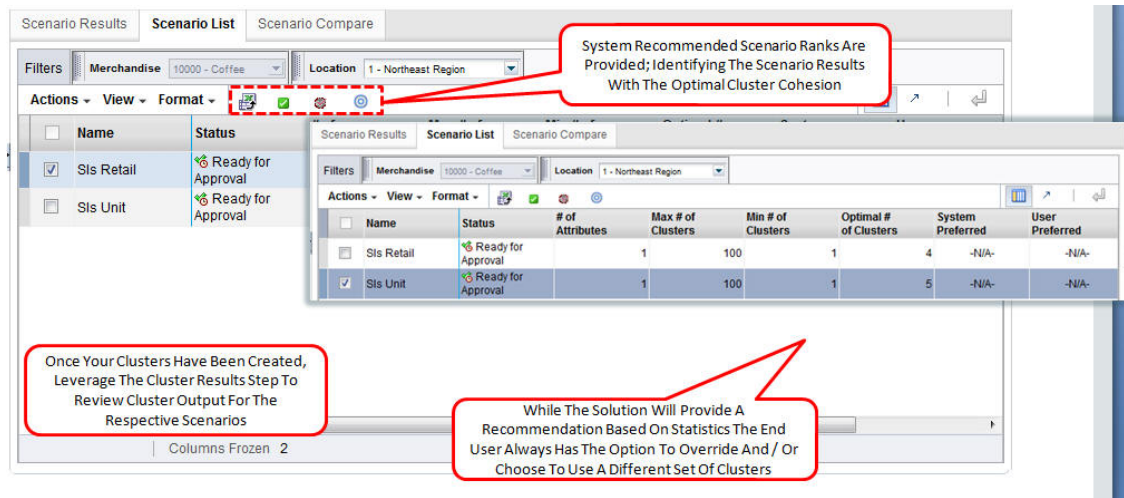 Scenario Results Scenario List Scenario Compare
System Recommended Scenario Ranks Are
Provided; Identifying The Scenario Results
With The Optimal Cluster Cohesion
Filters Merchandise 10000 - Coffee Location 1 - Northeast Region
Actions View Format
Name Status
Sls Retail Ready for
Approval
Sls Unit Ready for
Approval
Scenario Results Scenario List Scenario Compare
Filters Merchandise 10000 - Coffee Location 1 - Northeast Region
Actions View Format
Name Status # of
Attributes Max # of
Clusters Min # of
Clusters Optimal #
of Clusters System
Preferred User
Preferred
Sls Retail Ready for
Approval 1 100 1 4 -N/A- -N/A-
Sls Unit Ready for
Approval 1 100 1 5 -N/A- -N/A-
Once Your Clusters Have Been Created,
Leverage The Cluster Results Step To
Review Cluster Output For The
Respective Scenarios
While The Solution Will Provide A
Recommendation Based On Statistics The End
User Always Has The Option To Override And / Or
Choose To Use A Different Set Of Clusters
Columns Frozen 2